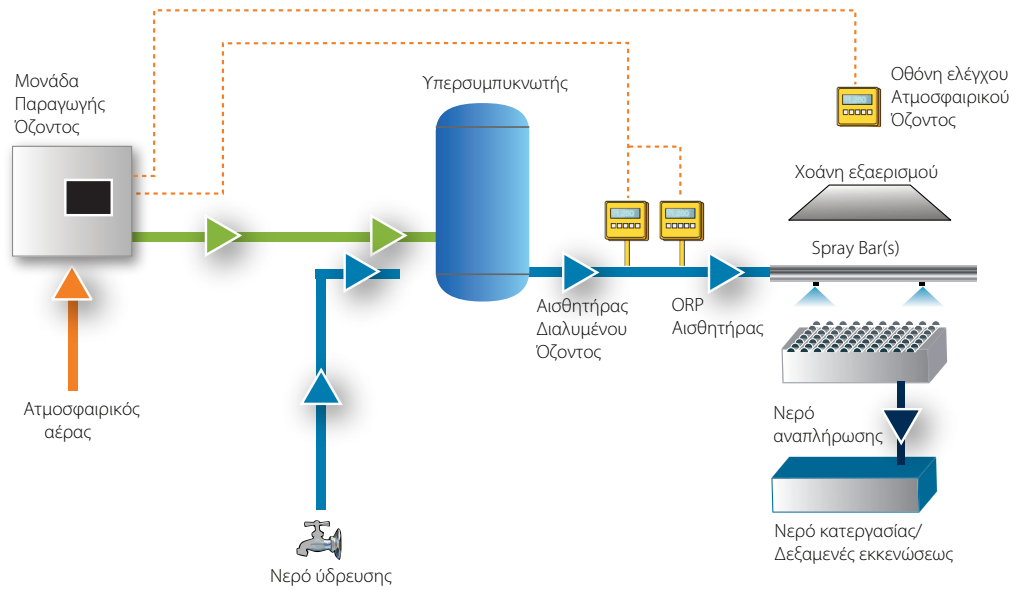 Μονάδα
Παραγωγής
Όζοντος
Υπερσυμπυκνωτής
Οθόνη ελέγχου
Ατμοσφαιρικού
Όζοντος
Χοάνη εξαερισμού
Spray Bar(s)
Αισθητήρας
Διαλυμένου
Όζοντος
ORP
Αισθητήρας
Ατμοσφαιρικός
αέρας
Νερό
αναπλήρωσης
Νερό κατεργασίας/
Δεξαμενές εκκενώσεως
Νερό ύδρευσης